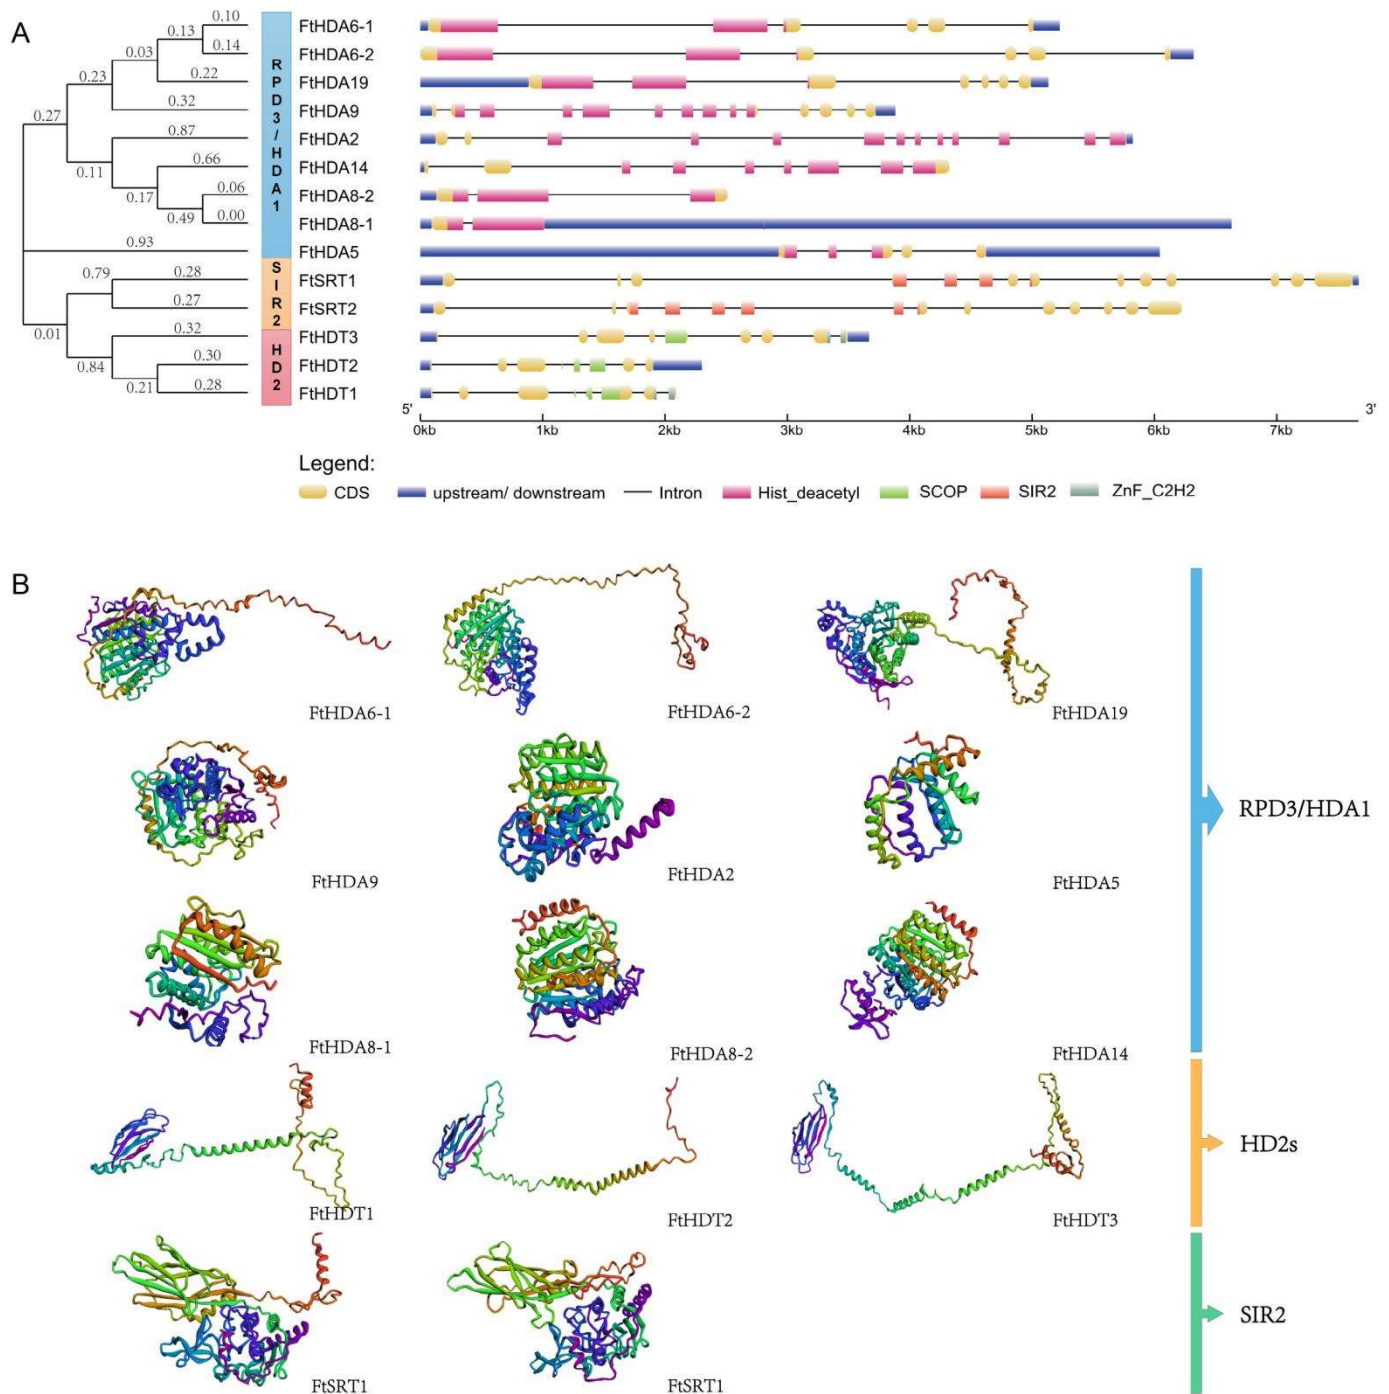 A
0.10
0.13
0.14
0.03
0.22
0.23
0.32
0.27
0.87
0.11
0.66
0.17
0.06
0.49
0.00
0.93
0.79
0.28
0.27
0.01
0.32
0.84
0.30
0.21
0.28
RPD3/HDA1
SIR2
HD2
FtHDA6-1
FtHDA6-2
FtHDA19
FtHDA9
FtHDA2
FtHDA14
FtHDA8-2
FtHDA8-1
FtHDA5
FtSRT1
FtSRT2
FtHDT3
FtHDT2
FtHDT1
5' 3'
0kb 1kb 2kb 3kb 4kb 5kb 6kb 7kb
Legend:
CDS upstream/ downstream Intron Hist_deacetyl SCOP SIR2 ZnF_C2H2
B
FtHDA6-1 FtHDA6-2 FtHDA19
FtHDA9 FtHDA2 FtHDA5
RPD3/HDA1
FtHDA8-1 FtHDA8-2 FtHDA14
FtHDT1 FtHDT2 FtHDT3
HD2s
FtSRT1 FtSRT1
SIR2